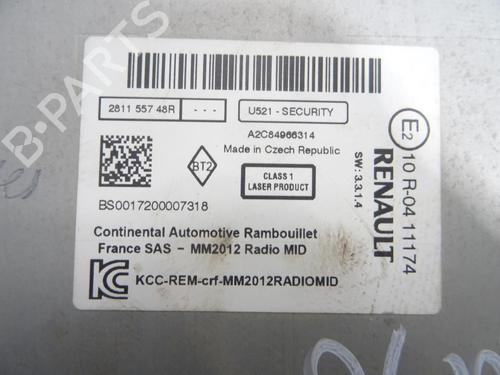 B-PARTS
2811 557 48R - - -
U521 - SECURITY
A2C84966314
Made in Czech Republic
BT2
CLASS 1
LASER PRODUCT
BS0017200007318
Continental Automotive Rambouillet
France SAS - MM2012 Radio MID
KCC-REM-crf-MM2012RADIOMID
SW: 3.3.1.4
RENAULT
E2 10 R-04 11174